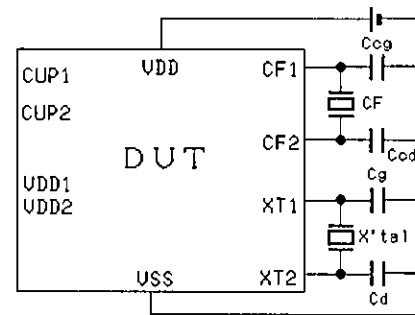 Ccg
VDD
CF1
CUP1
CF
CUP2
CF2
Ccd
DUT
Cg
VDD1
VDD2
XT1
X'tal
VSS
XT2
Cd